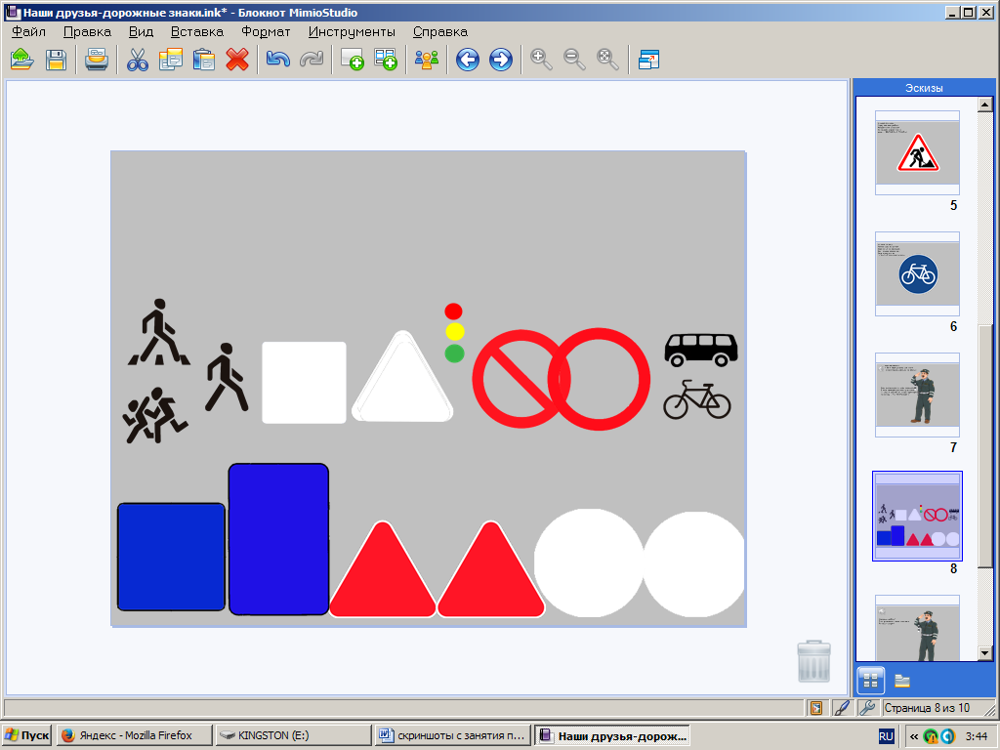 Наши друзья-дорожные знаки.ink* - Блокнот MimioStudio
Файл Правка Вид Вставка Формат Инструменты Справка
Эскизы
5
6
7
8
Страница 8 из 10
Пуск
Яндекс - Mozilla Firefox
KINGSTON (E:)
скриншоты с занятия п...
Наши друзья-дорож...
RU
«
3:44